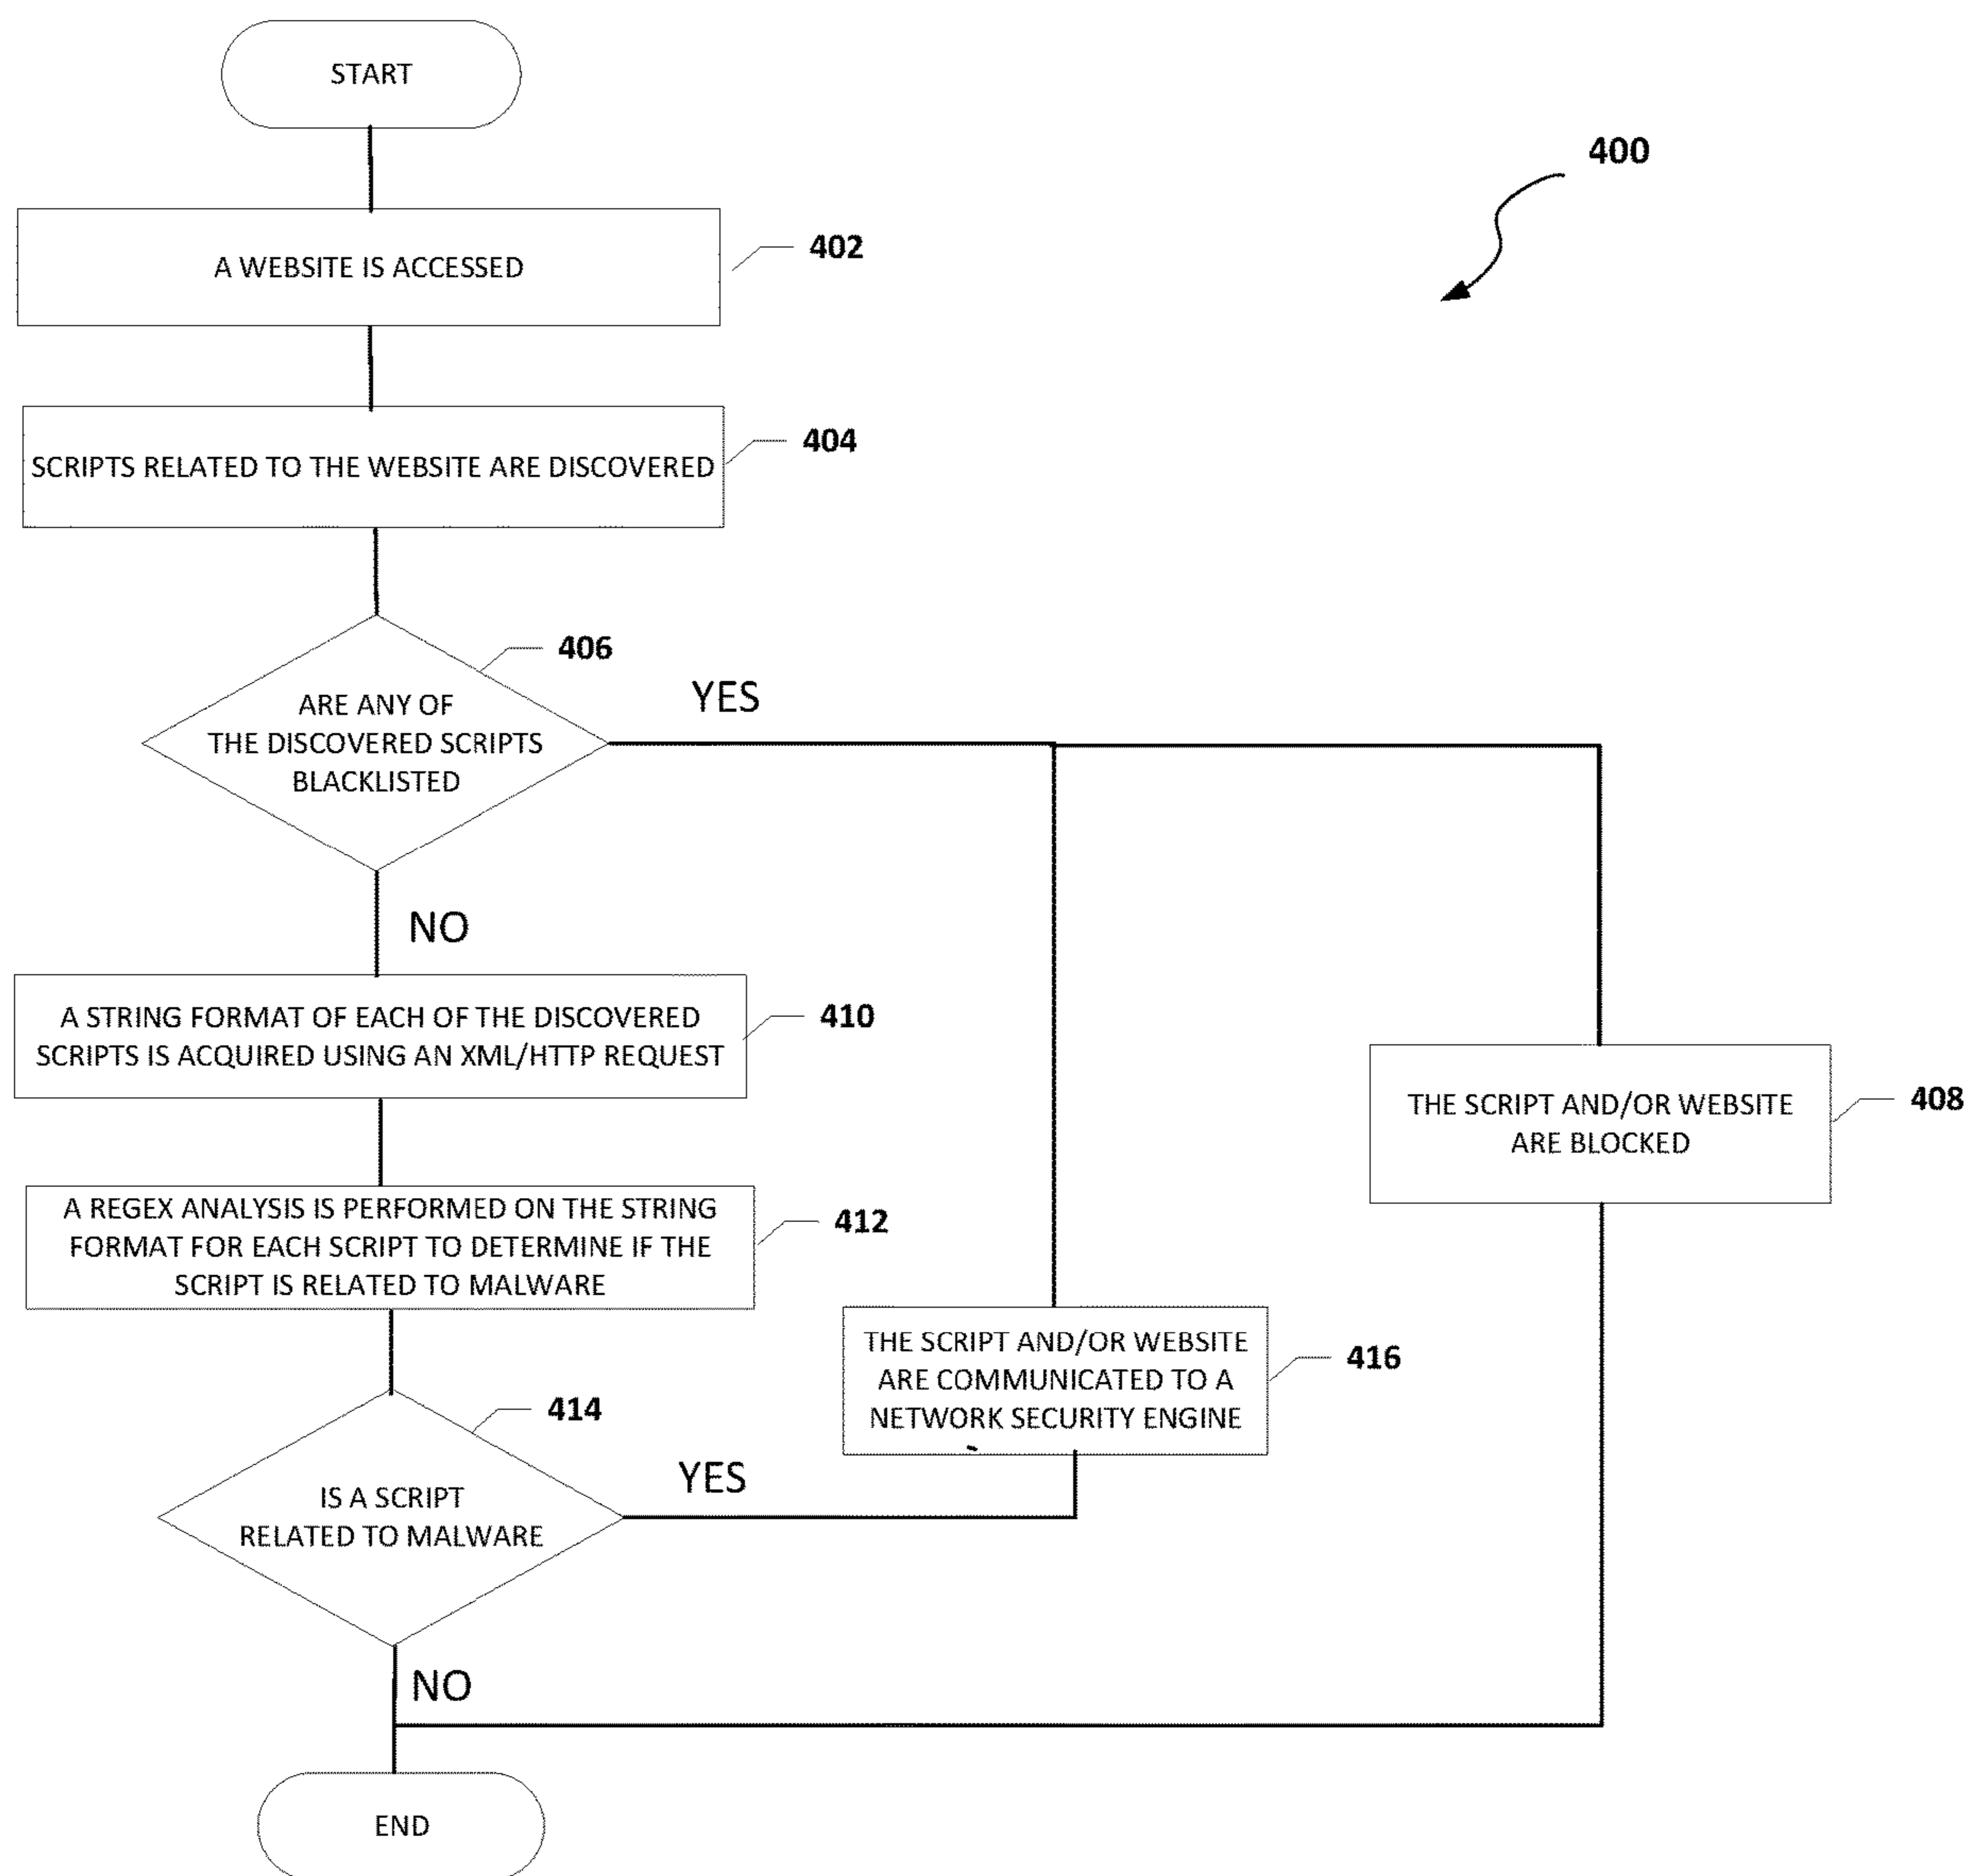 START
400
A WEBSITE IS ACCESSED
402
SCRIPTS RELATED TO THE WEBSITE ARE DISCOVERED
404
406
ARE ANY OF
THE DISCOVERED SCRIPTS
BLACKLISTED
YES
NO
A STRING FORMAT OF EACH OF THE DISCOVERED
SCRIPTS IS ACQUIRED USING AN XML/HTTP REQUEST
410
THE SCRIPT AND/OR WEBSITE
ARE BLOCKED
408
A REGEX ANALYSIS IS PERFORMED ON THE STRING
FORMAT FOR EACH SCRIPT TO DETERMINE IF THE
SCRIPT IS RELATED TO MALWARE
412
THE SCRIPT AND/OR WEBSITE
ARE COMMUNICATED TO A
NETWORK SECURITY ENGINE
416
414
IS A SCRIPT
RELATED TO MALWARE
YES
NO
END